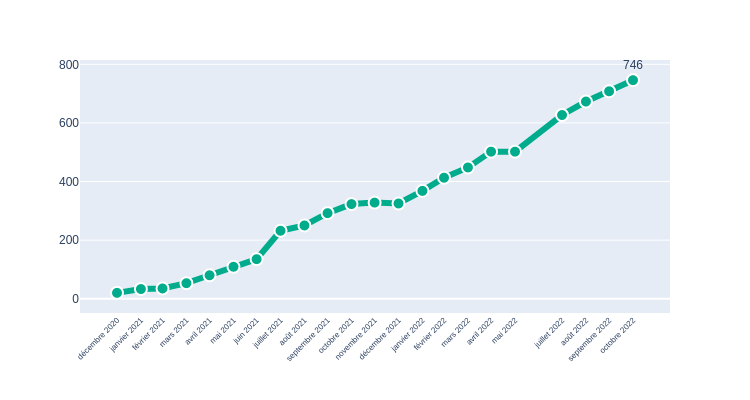 746
800
600
400
200
0
décembre 2020
janvier 2021
février 2021
mars 2021
avril 2021
mai 2021
juin 2021
juillet 2021
août 2021
septembre 2021
octobre 2021
novembre 2021
décembre 2021
janvier 2022
février 2022
mars 2022
avril 2022
mai 2022
juillet 2022
août 2022
septembre 2022
octobre 2022